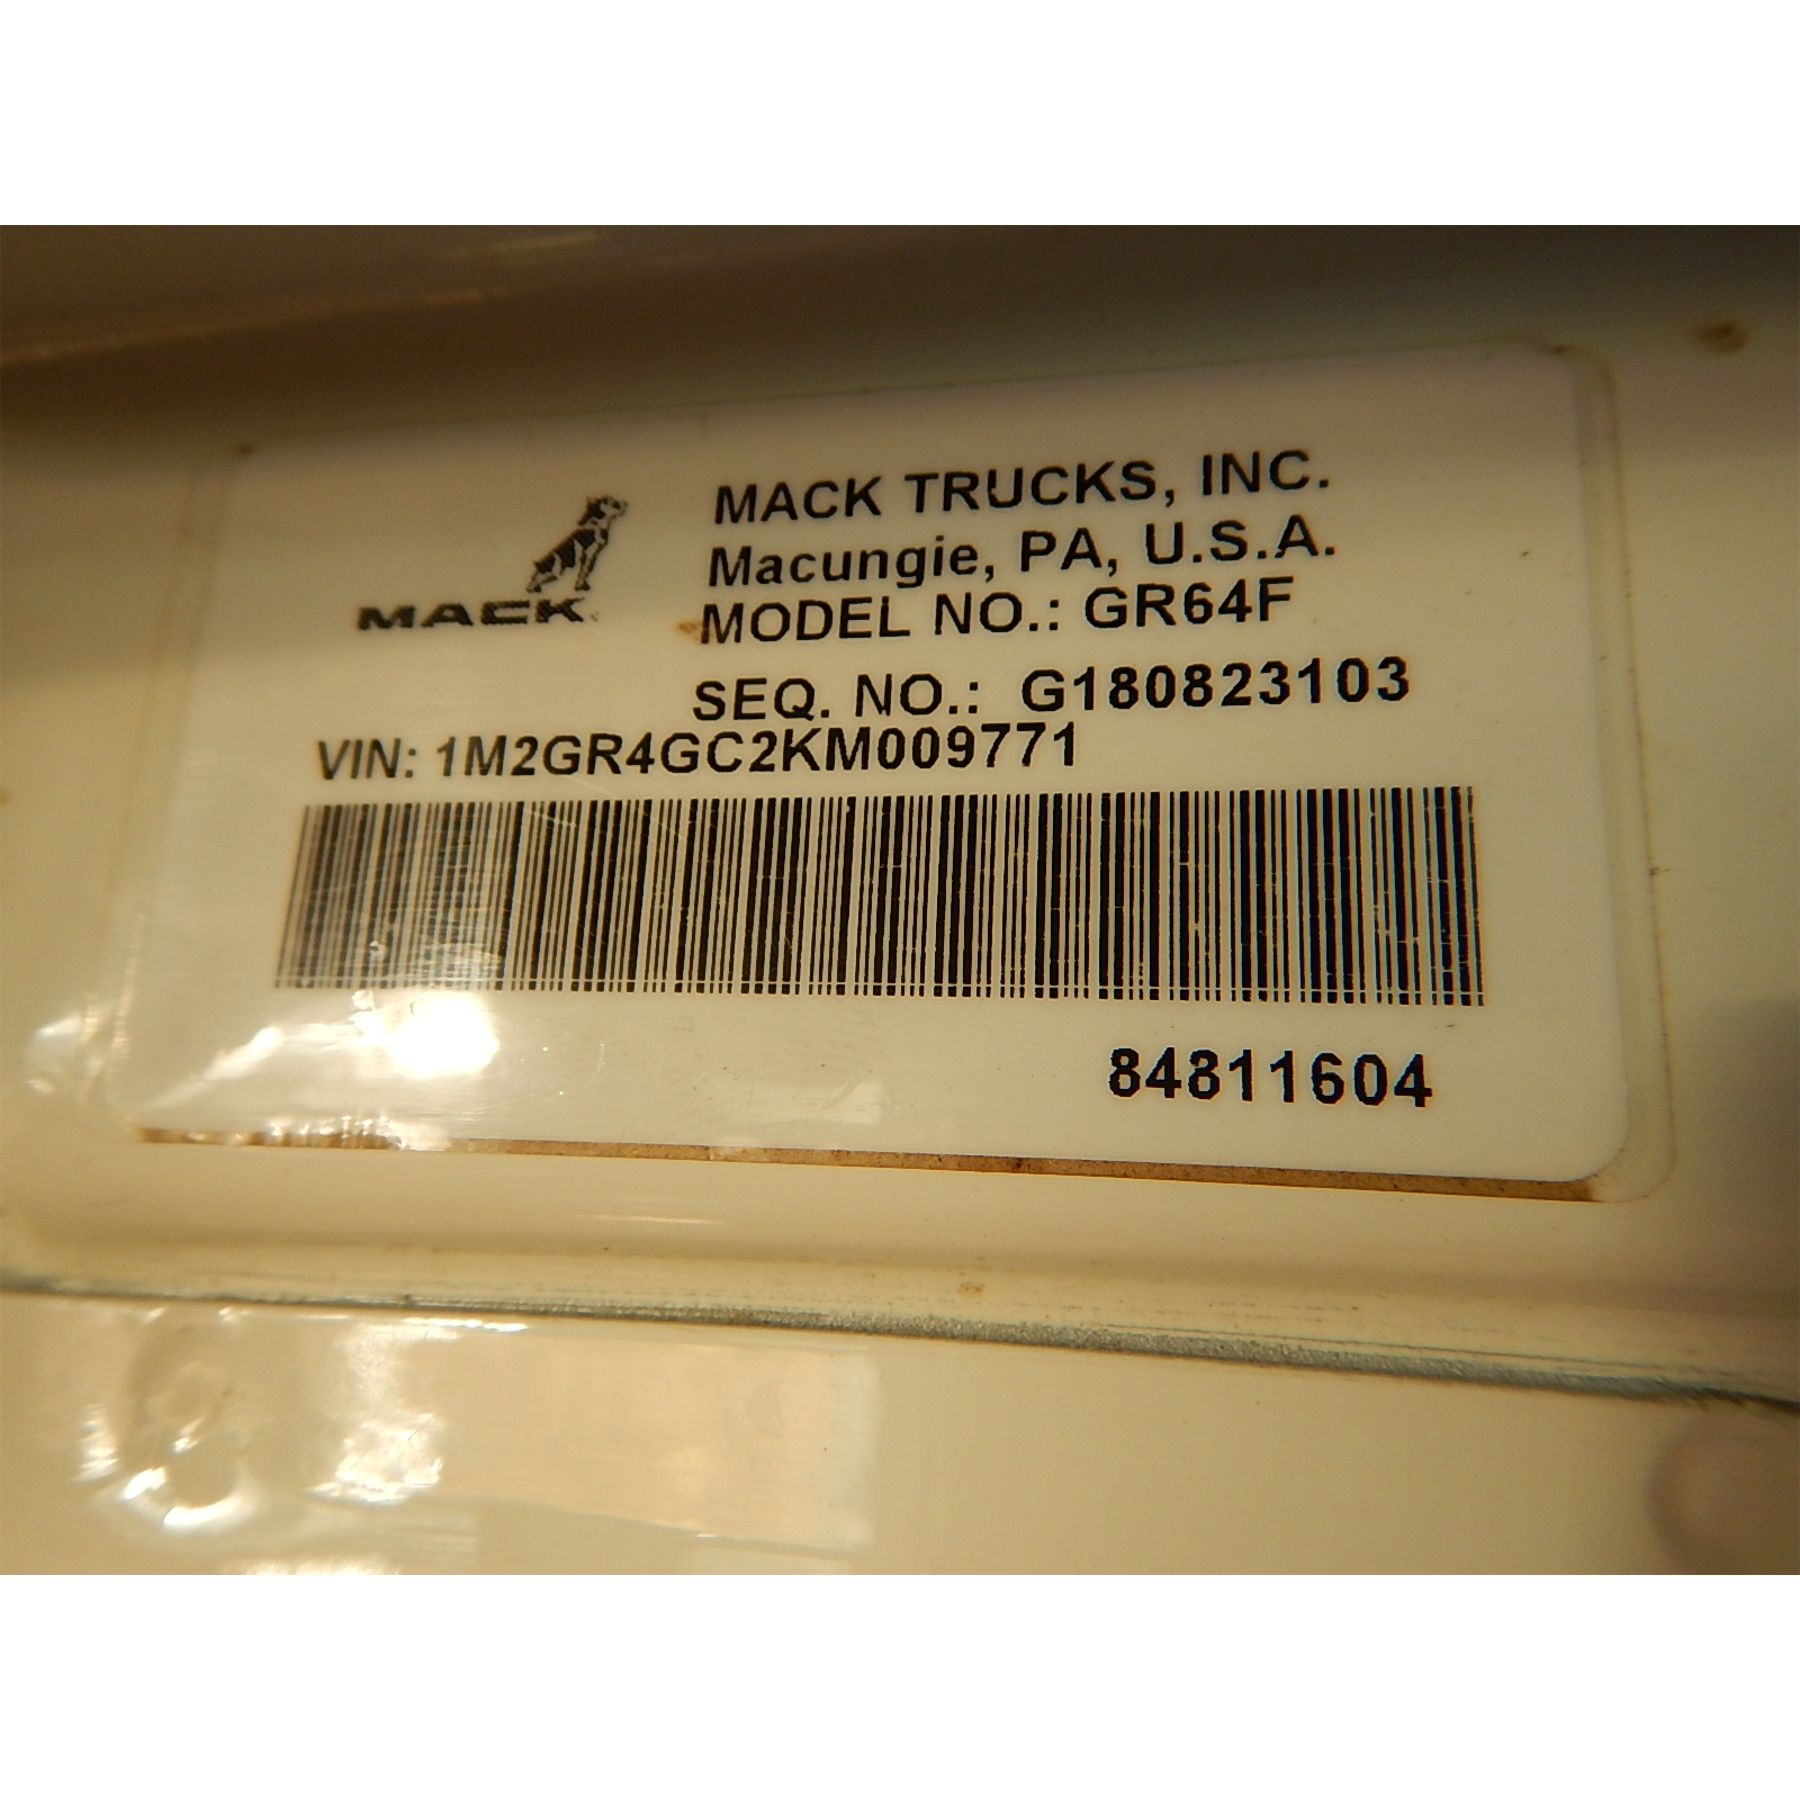 MACK
MACK TRUCKS, INC.
Macungie, PA, U.S.A.
MODEL NO.: GR64F
SEQ. NO.: G180823103
VIN: 1M2GR4GC2KM009771
84811604